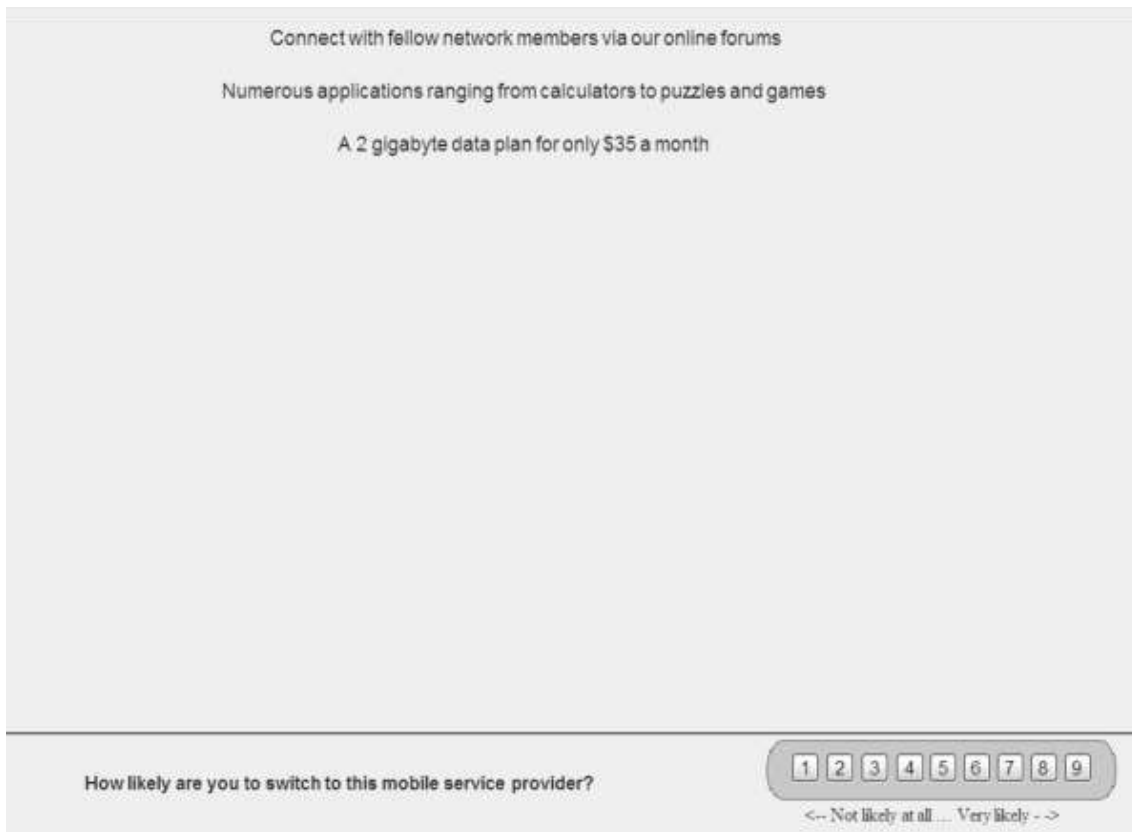 Connect with fellow network members via our online forums
Numerous applications ranging from calculators to puzzles and games
A 2 gigabyte data plan for only $35 a month
How likely are you to switch to this mobile service provider?
1 2 3 4 5 6 7 8 9
<-- Not likely at all .... Very likely - ->